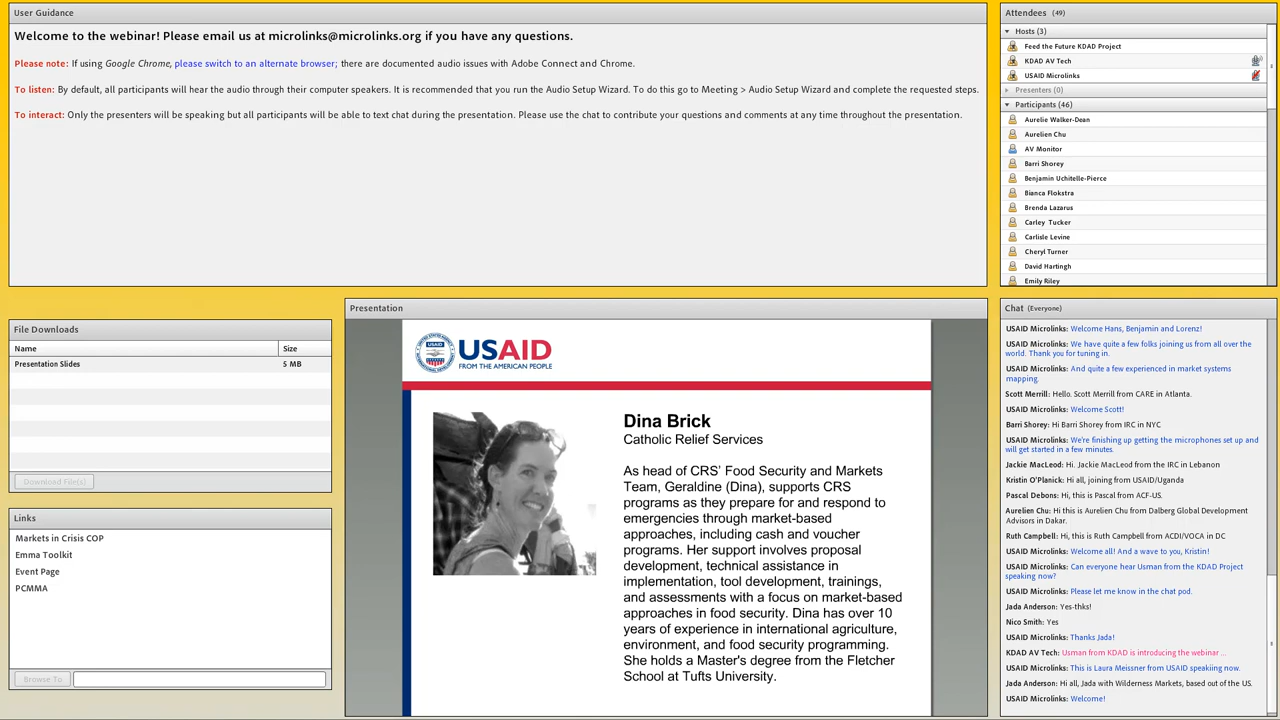 User Guidance
Welcome to the webinar! Please email us at microlinks@microlinks.org if you have any questions.
Please note: If using Google Chrome, please switch to an alternate browser; there are documented audio issues with Adobe Connect and Chrome.
To listen: By default, all participants will hear the audio through their computer speakers. It is recommended that you run the Audio Setup Wizard. To do this go to Meeting > Audio Setup Wizard and complete the requested steps.
To interact: Only the presenters will be speaking but all participants will be able to text chat during the presentation. Please use the chat to contribute your questions and comments at any time throughout the presentation.
Attendees (49)
Hosts (3)
Feed the Future KDAD Project
KDAD AV Tech
USAID Microlinks
Presenters (0)
Participants (46)
Aurelie Walker-Dean
Aurelien Chu
AV Monitor
Barri Shorey
Benjamin Uchitelle-Pierce
Bianca Flokstra
Brenda Lazarus
Carley Tucker
Carlisle Levine
Cheryl Turner
David Hartingh
Emily Riley
File Downloads
Name Size
Presentation Slides 5 MB
Download File(s)
Links
Markets in Crisis COP
Emma Toolkit
Event Page
PCMMA
Browse To
Presentation
USAID
FROM THE AMERICAN PEOPLE
Dina Brick
Catholic Relief Services
As head of CRS' Food Security and Markets
Team, Geraldine (Dina), supports CRS
programs as they prepare for and respond to
emergencies through market-based
approaches, including cash and voucher
programs. Her support involves proposal
development, technical assistance in
implementation, tool development, trainings,
and assessments with a focus on market-based
approaches in food security. Dina has over 10
years of experience in international agriculture,
environment, and food security programming.
She holds a Master's degree from the Fletcher
School at Tufts University.
Chat (Everyone)
USAID Microlinks: Welcome Hans, Benjamin and Lorenz!
USAID Microlinks: We have quite a few folks joining us from all over the
world. Thank you for tuning in.
USAID Microlinks: And quite a few experienced in market systems
mapping.
Scott Merrill: Hello. Scott Merrill from CARE in Atlanta.
USAID Microlinks: Welcome Scott!
Barri Shorey: Hi Barri Shorey from IRC in NYC
USAID Microlinks: We're finishing up getting the microphones set up and
will get started in a few minutes.
Jackie MacLeod: Hi. Jackie MacLeod from the IRC in Lebanon
Kristin O'Planick: Hi all, joining from USAID/Uganda
Pascal Debons: Hi, this is Pascal from ACF-US.
Aurelien Chu: Hi this is Aurelien Chu from Dalberg Global Development
Advisors in Dakar.
Ruth Campbell: Hi, this is Ruth Campbell from ACDI/VOCA in DC
USAID Microlinks: Welcome all! And a wave to you, Kristin!
USAID Microlinks: Can everyone hear Usman from the KDAD Project
speaking now?
USAID Microlinks: Please let me know in the chat pod.
Jada Anderson: Yes-thks!
Nico Smith: Yes
USAID Microlinks: Thanks Jada!
KDAD AV Tech: Usman from KDAD is introducing the webinar ...
USAID Microlinks: This is Laura Meissner from USAID speakiing now.
Jada Anderson: Hi all, Jada with Wilderness Markets, based out of the US.
USAID Microlinks: Welcome!